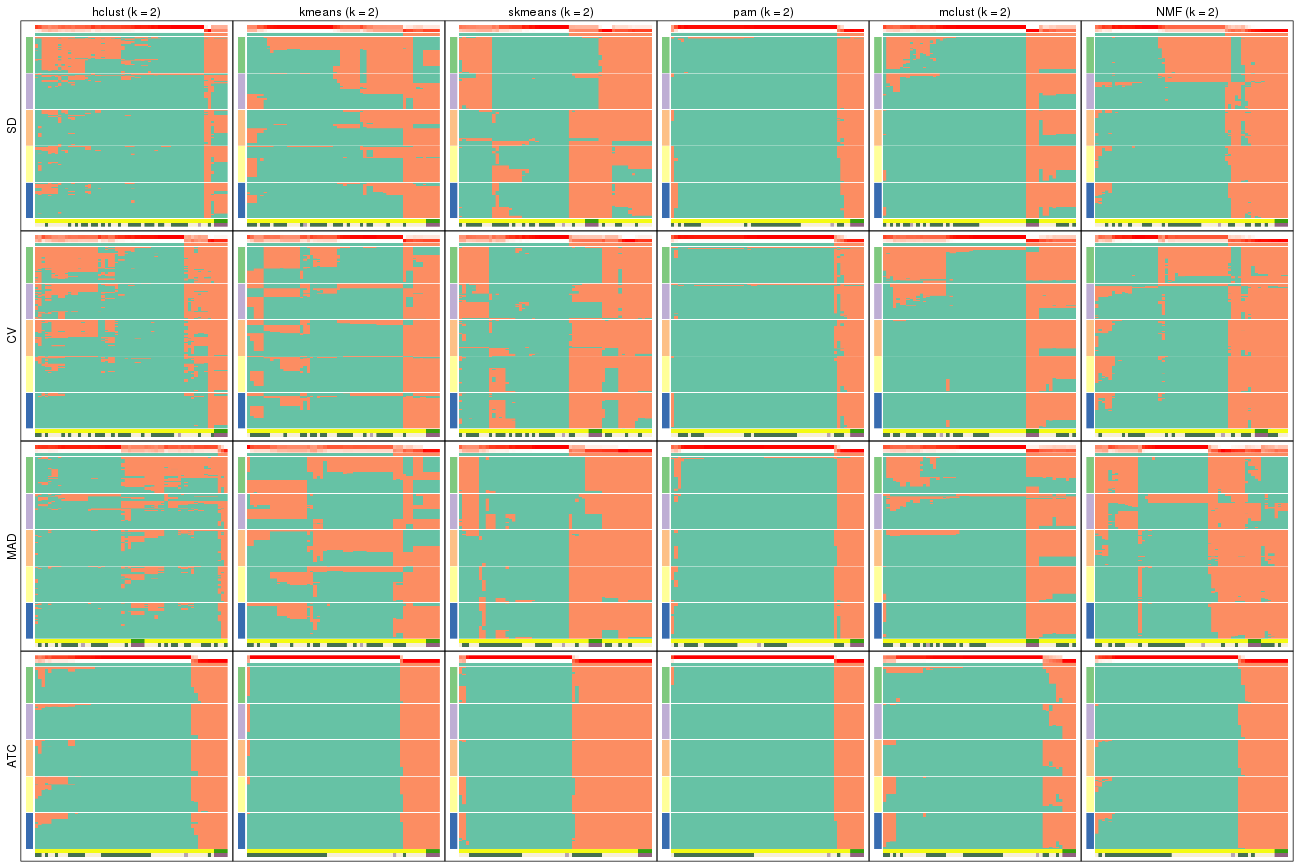 hclust (k = 2)
kmeans (k = 2)
skmeans (k = 2)
pam (k = 2)
mclust (k = 2)
NMF (k = 2)
SD
CV
MAD
ATC